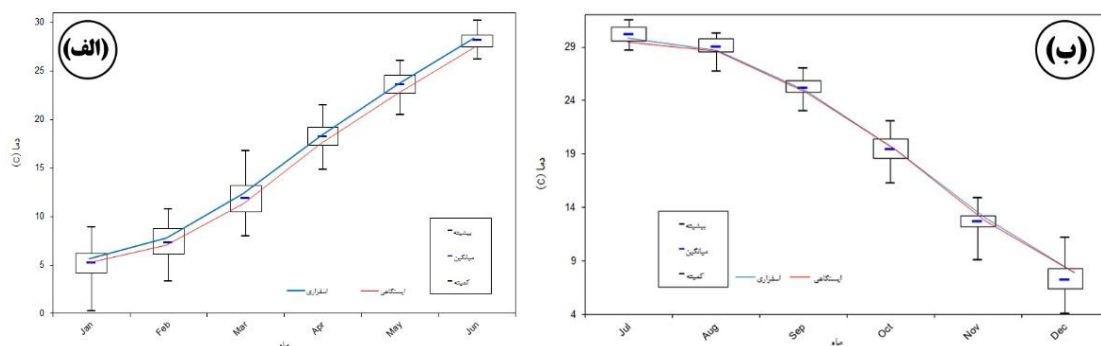 (الف)
30
25
20
15
10
5
0
دما (C)
بیشینه
میانگین
کمینه
اسفزاری
ایستگاهی
Jan
Feb
Mar
Apr
May
Jun
ماه
(ب)
29
24
19
14
9
4
دما (C)
بیشینه
میانگین
کمینه
اسفزاری
ایستگاهی
Jul
Aug
Sep
Oct
Nov
Dec
ماه